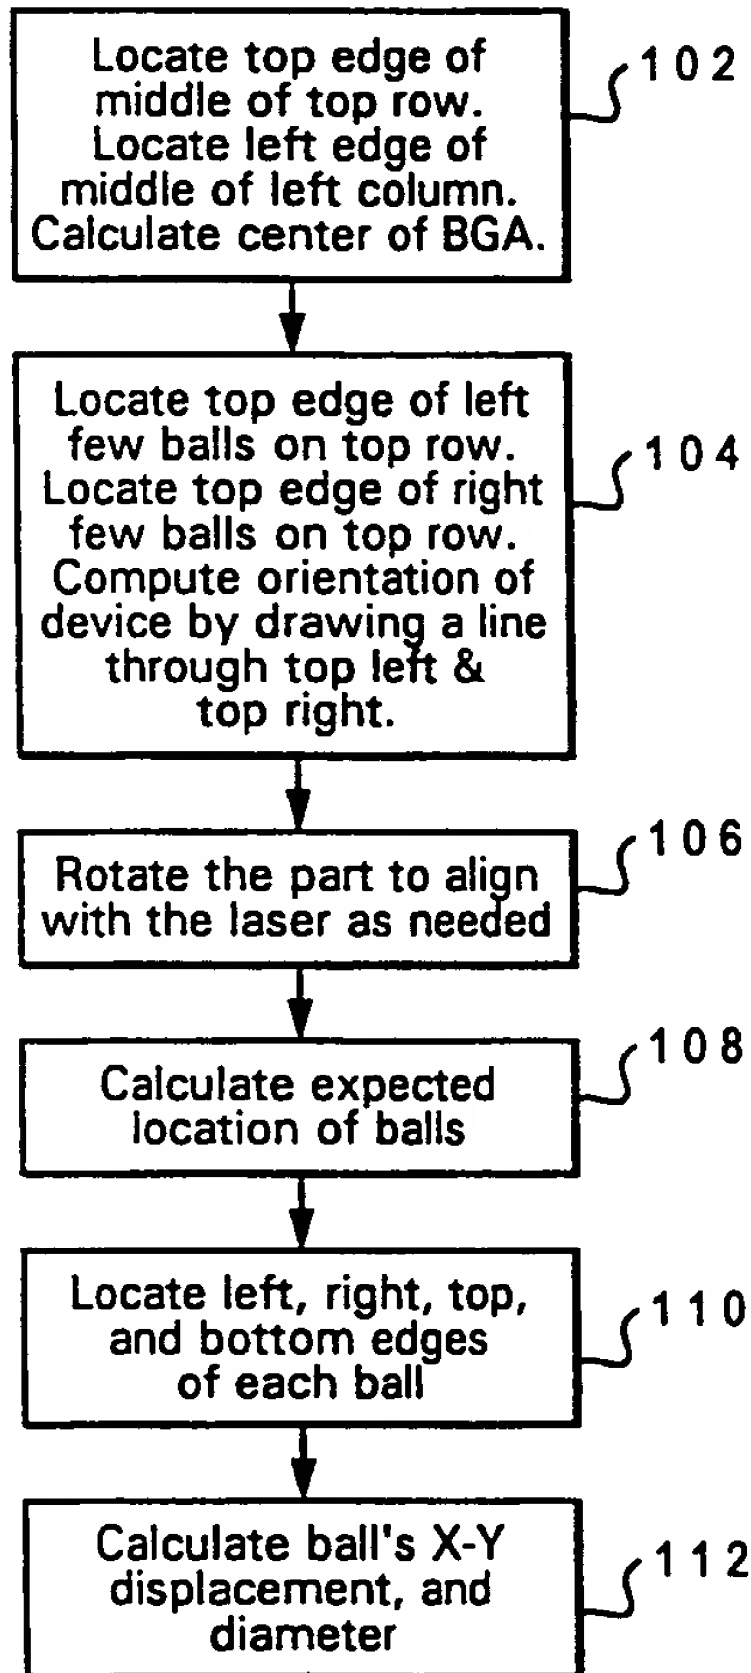 Locate top edge of
middle of top row.
Locate left edge of
middle of left column.
Calculate center of BGA.
102
Locate top edge of left
few balls on top row.
Locate top edge of right
few balls on top row.
Compute orientation of
device by drawing a line
through top left &
top right.
104
Rotate the part to align
with the laser as needed
106
Calculate expected
location of balls
108
Locate left, right, top,
and bottom edges
of each ball
110
Calculate ball's X-Y
displacement, and
diameter
112